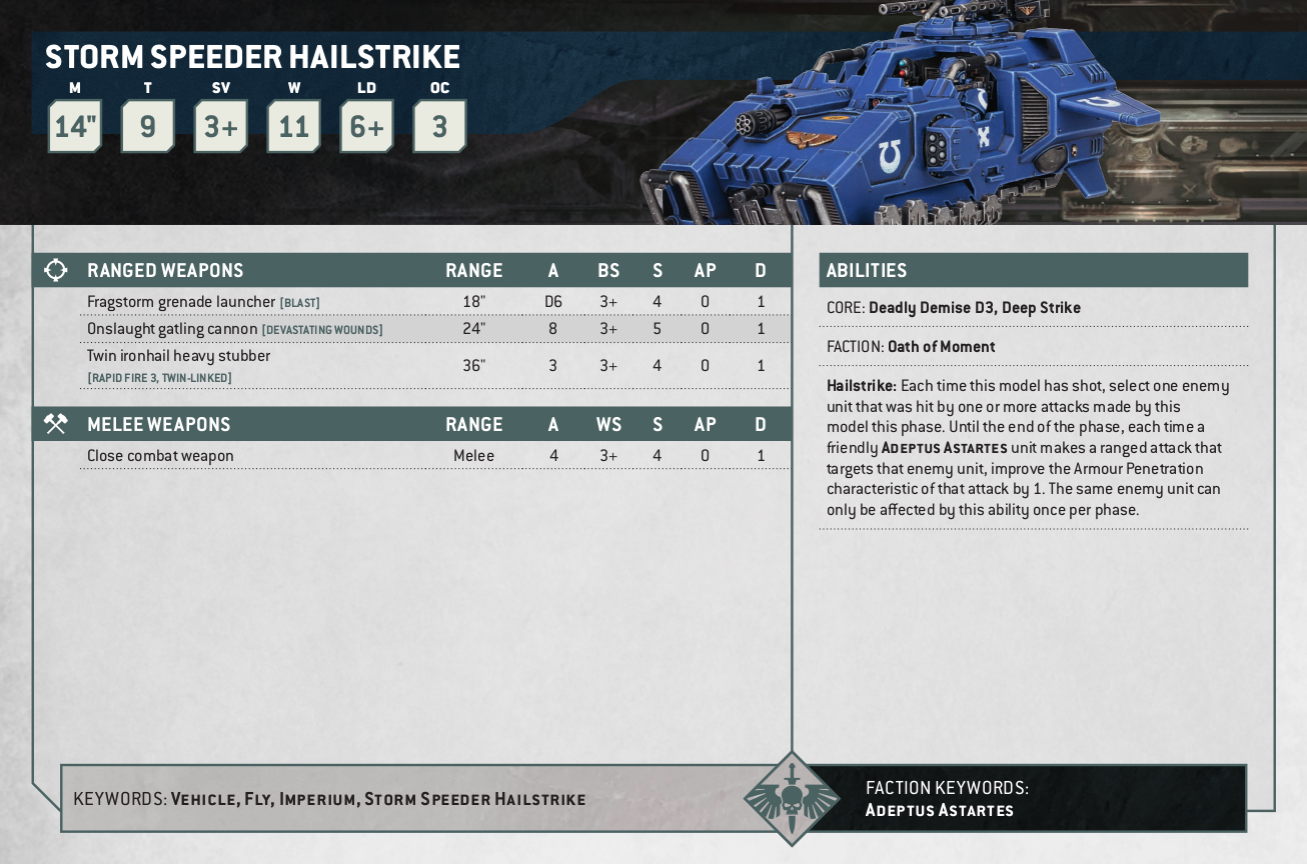 STORM SPEEDER HAILSTRIKE
M T SV W LD OC
14" 9 3+ 11 6+ 3
RANGED WEAPONS RANGE A BS S AP D
Fragstorm grenade launcher [BLAST] 18" D6 3+ 4 0 1
Onslaught gatling cannon [DEVASTATING WOUNDS] 24" 8 3+ 5 0 1
Twin ironhail heavy stubber
[RAPID FIRE 3, TWIN-LINKED] 36" 3 3+ 4 0 1
MELEE WEAPONS RANGE A WS S AP D
Close combat weapon Melee 4 3+ 4 0 1
ABILITIES
CORE: Deadly Demise D3, Deep Strike
FACTION: Oath of Moment
Hailstrike: Each time this model has shot, select one enemy
unit that was hit by one or more attacks made by this
model this phase. Until the end of the phase, each time a
friendly ADEPTUS ASTARTES unit makes a ranged attack that
targets that enemy unit, improve the Armour Penetration
characteristic of that attack by 1. The same enemy unit can
only be affected by this ability once per phase.
KEYWORDS: VEHICLE, FLY, IMPERIUM, STORM SPEEDER HAILSTRIKE
FACTION KEYWORDS:
ADEPTUS ASTARTES